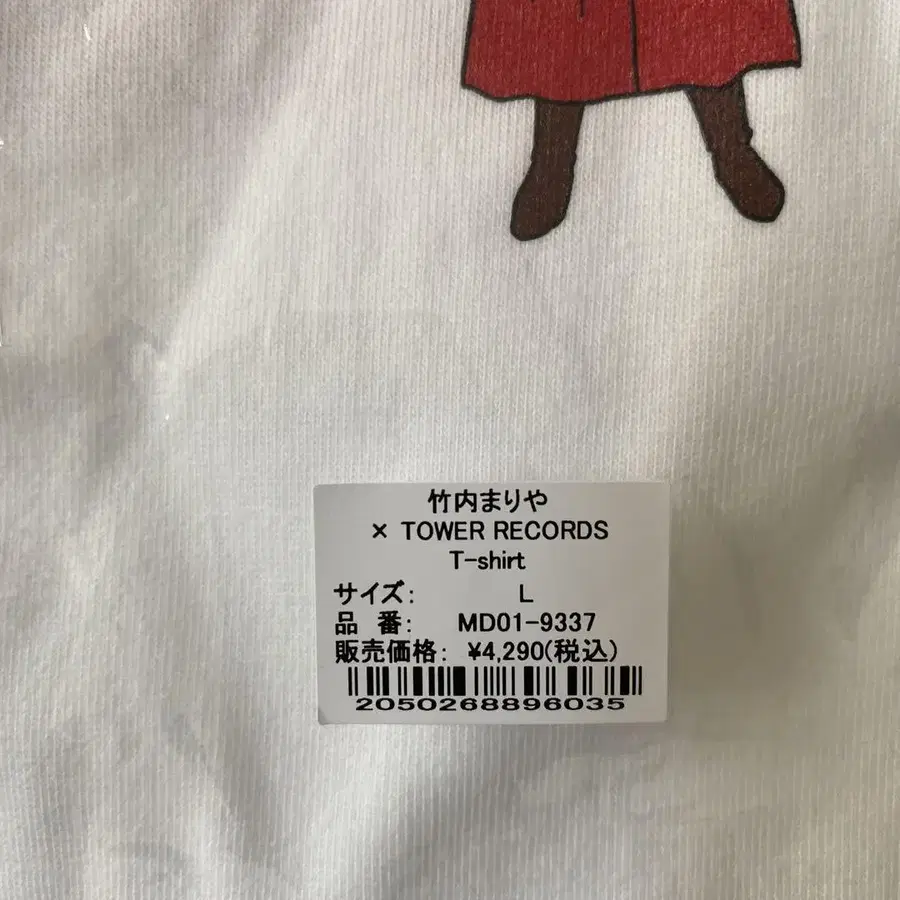 竹内まりや
× TOWER RECORDS
T-shirt
サイズ: L
品 番: MD01-9337
販売価格: ¥4,290(税込)
2050268896035